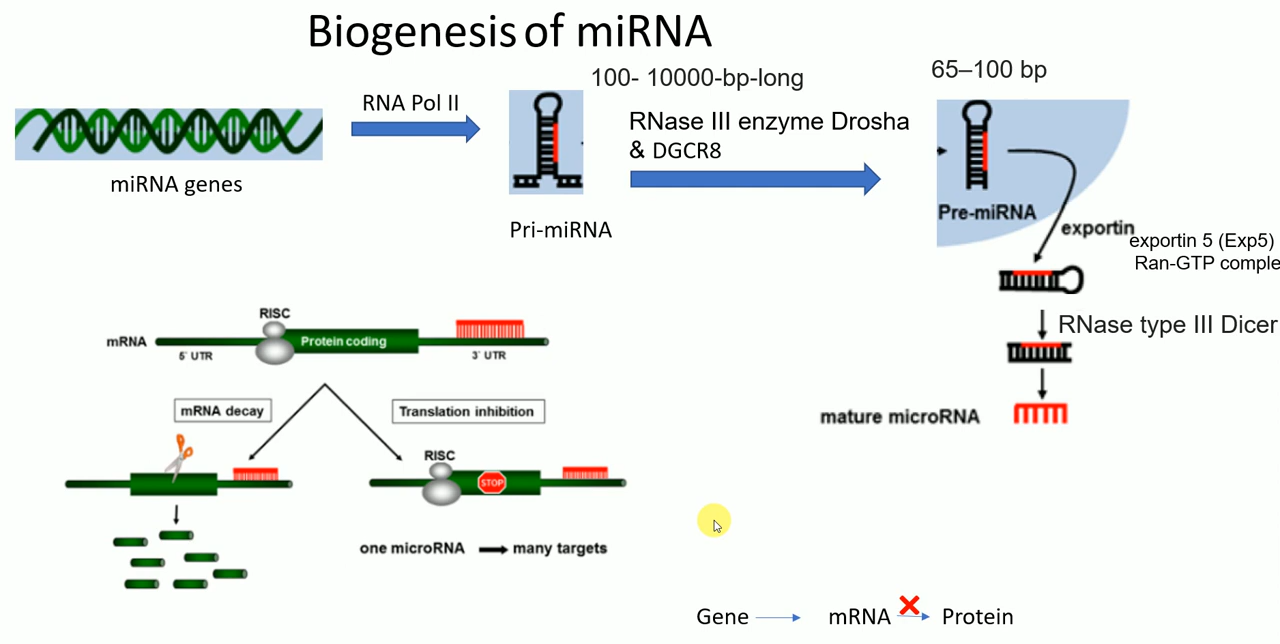 Biogenesis of miRNA
miRNA genes
RNA Pol II
Pri-miRNA
100- 10000-bp-long
RNase III enzyme Drosha
& DGCR8
65–100 bp
Pre-miRNA
exportin
exportin 5 (Exp5)
Ran-GTP comple
RNase type III Dicer
mature microRNA
RISC
mRNA
Protein coding
5' UTR
3' UTR
mRNA decay
Translation inhibition
RISC
STOP
one microRNA
many targets
Gene
mRNA
Protein